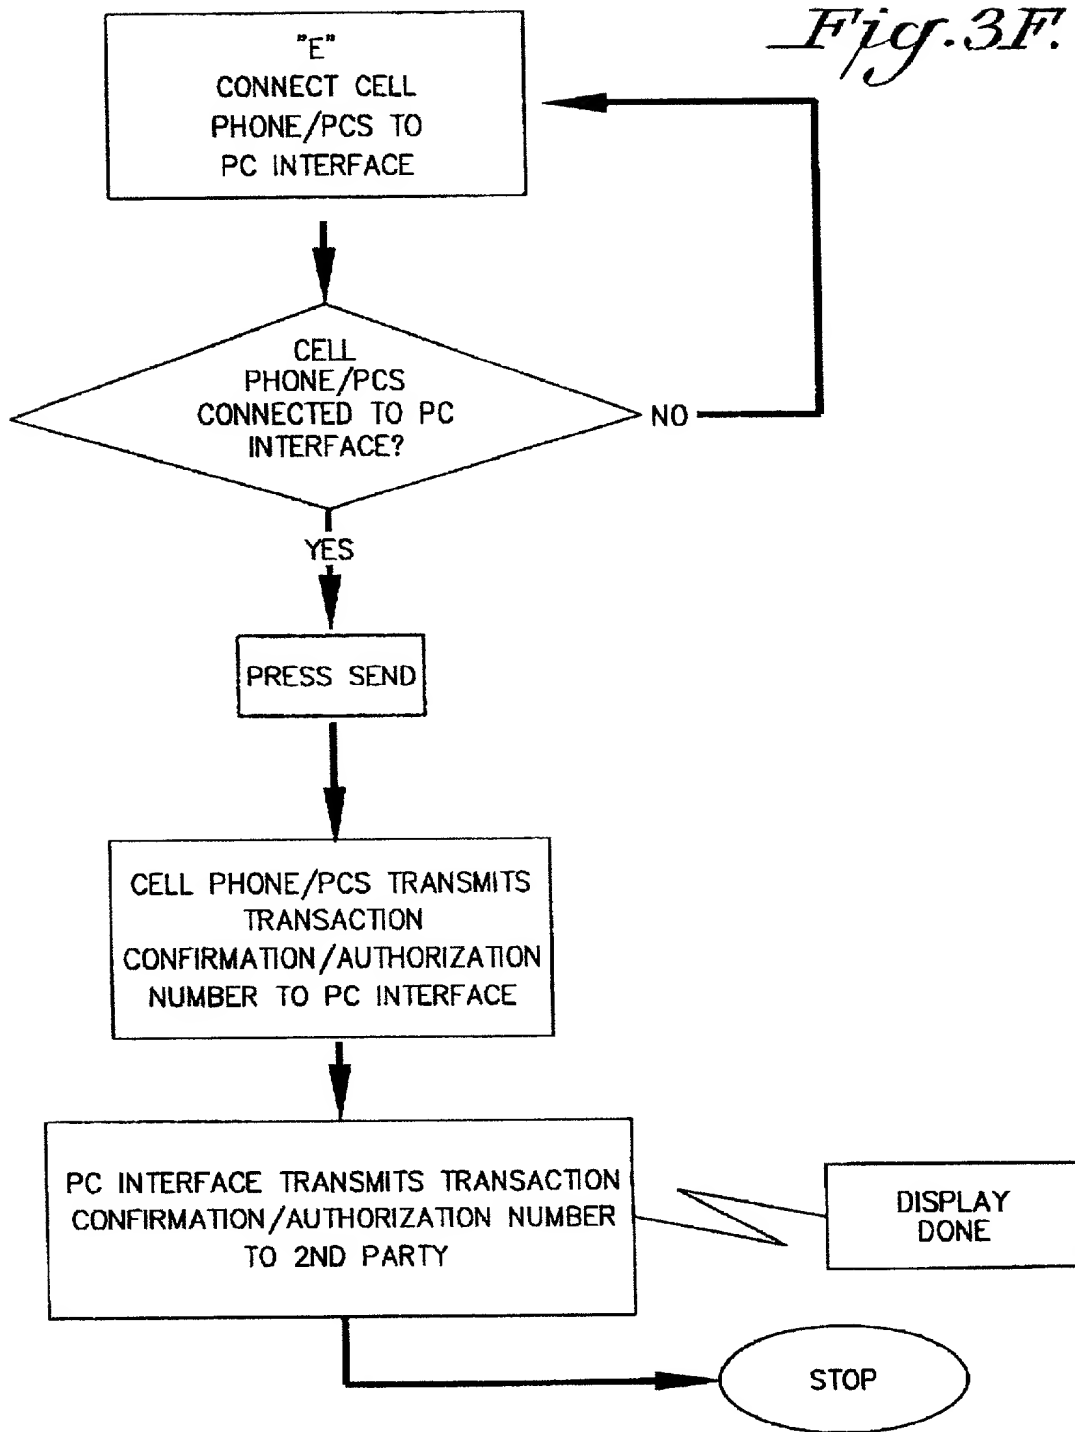 Fig.3F.
"E"
CONNECT CELL
PHONE/PCS TO
PC INTERFACE
CELL
PHONE/PCS
CONNECTED TO PC
INTERFACE?
NO
YES
PRESS SEND
CELL PHONE/PCS TRANSMITS
TRANSACTION
CONFIRMATION/AUTHORIZATION
NUMBER TO PC INTERFACE
PC INTERFACE TRANSMITS TRANSACTION
CONFIRMATION/AUTHORIZATION NUMBER
TO 2ND PARTY
DISPLAY
DONE
STOP